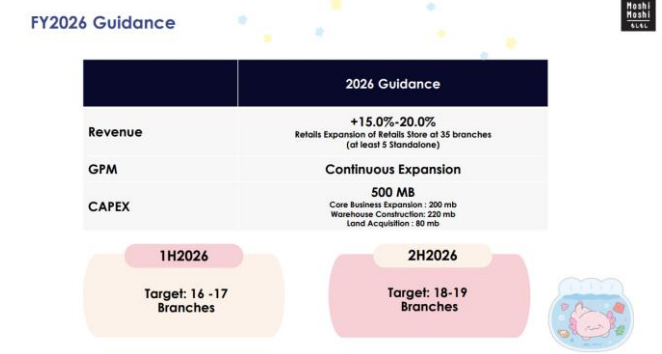 FY2026 Guidance
Moshi
Moshi
2026 Guidance
Revenue
+15.0%-20.0%
Retails Expansion of Retails Store at 35 branches
(at least 5 Standalone)
GPM
Continuous Expansion
CAPEX
500 MB
Core Business Expansion : 200 mb
Warehouse Construction: 220 mb
Land Acquisition : 80 mb
1H2026
Target: 16 -17
Branches
2H2026
Target: 18-19
Branches